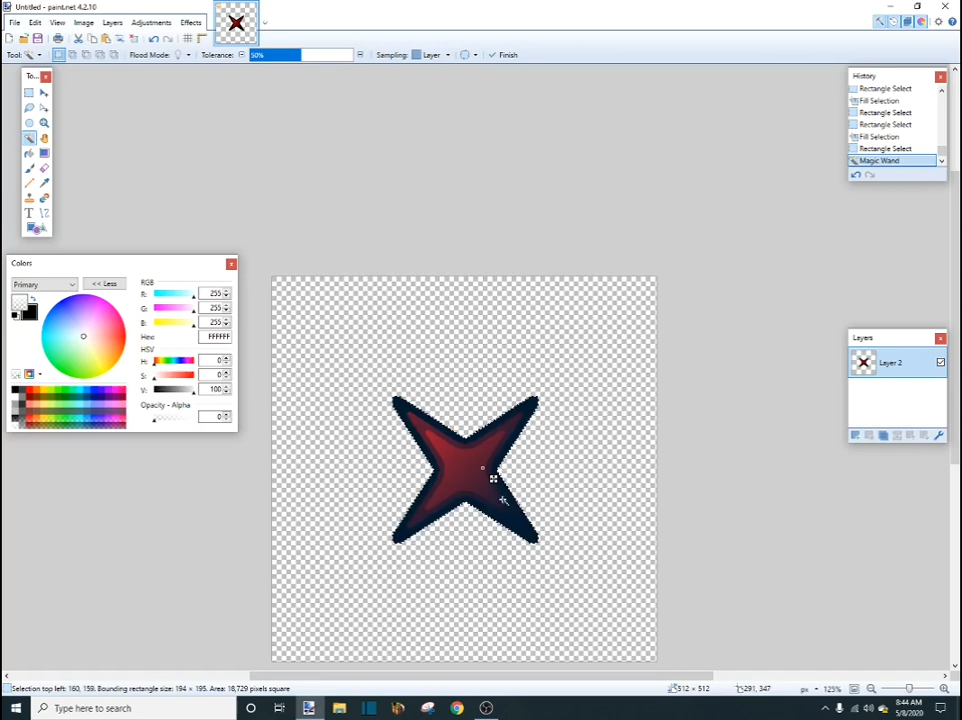 Untitled - paint.net 4.2.10
File Edit View Image Layers Adjustments Effects
Tool: Flood Mode: Tolerance: 50% Sampling: Layer Finish
To...
History
Rectangle Select
Fill Selection
Rectangle Select
Rectangle Select
Fill Selection
Rectangle Select
Magic Wand
T
Colors
Primary << Less
RGB
R: 255
G: 255
B: 255
Hex: FFFFFF
HSV
H: 0
S: 0
V: 100
Opacity - Alpha
0
Layers
Layer 2
Selection top left: 160, 159. Bounding rectangle size: 194 × 195. Area: 18,729 pixels square 512 × 512 291, 347 px 125%
Type here to search
8:44 AM
5/8/2020